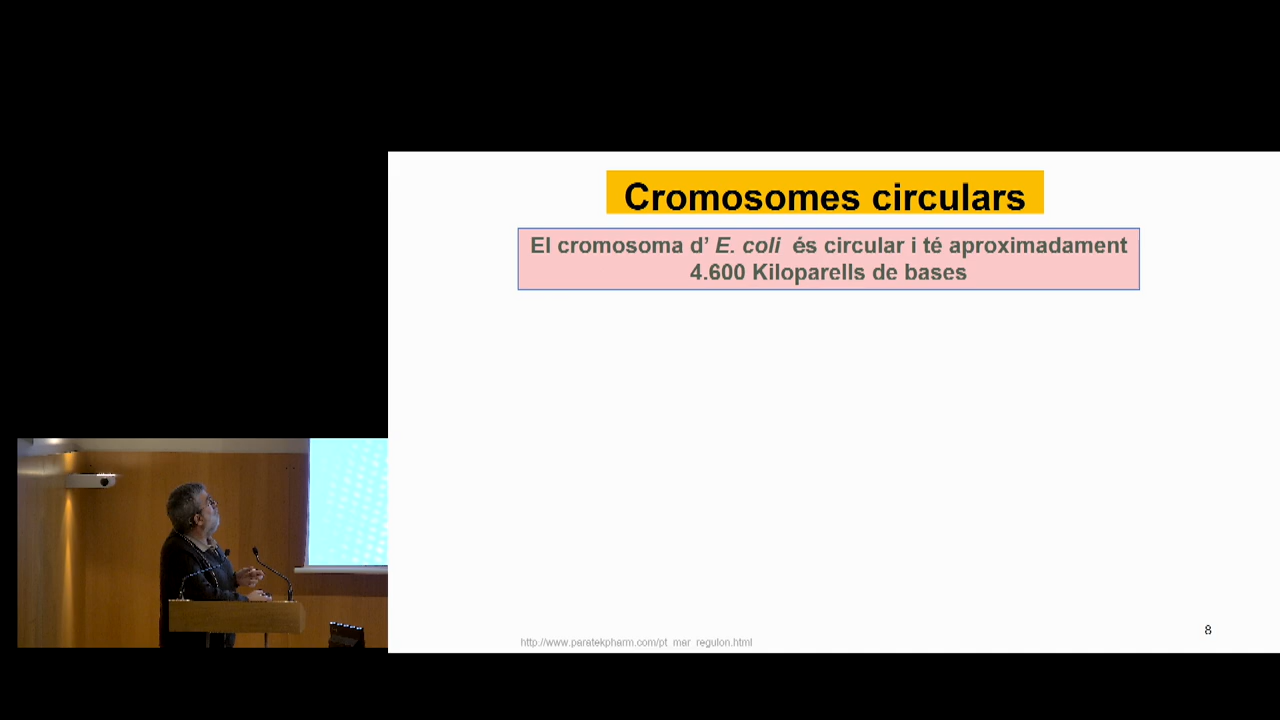 Cromosomes circulars
El cromosoma d' E. coli és circular i té aproximadament
4.600 Kiloparells de bases
http://www.paratekpharm.com/pt_mar_regulon.html
8